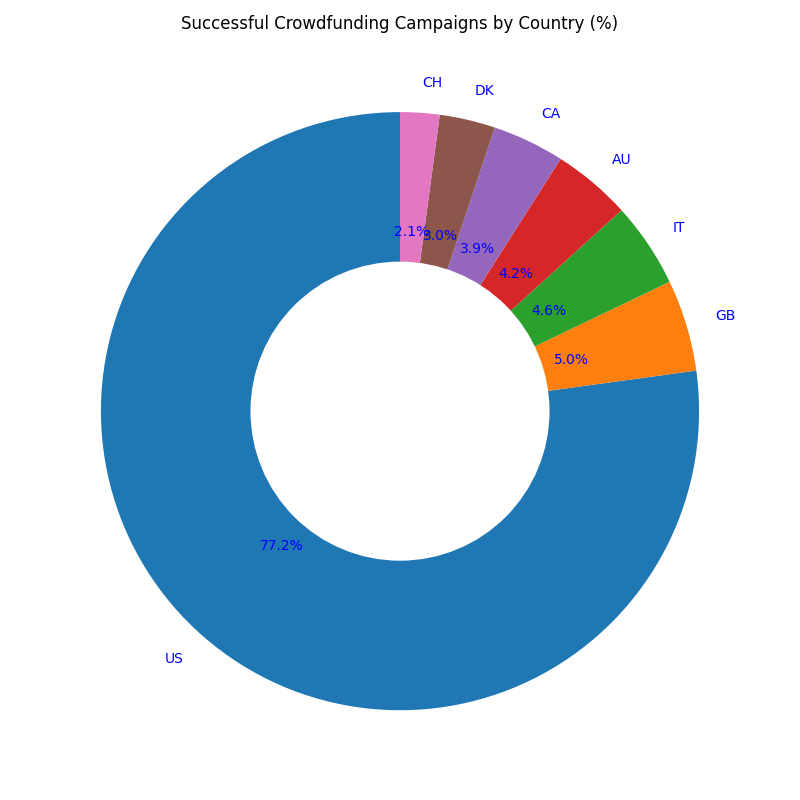 Successful Crowdfunding Campaigns by Country (%)
CH
DK
CA
AU
IT
GB
US
2.1%
3.0%
3.9%
4.2%
4.6%
5.0%
77.2%